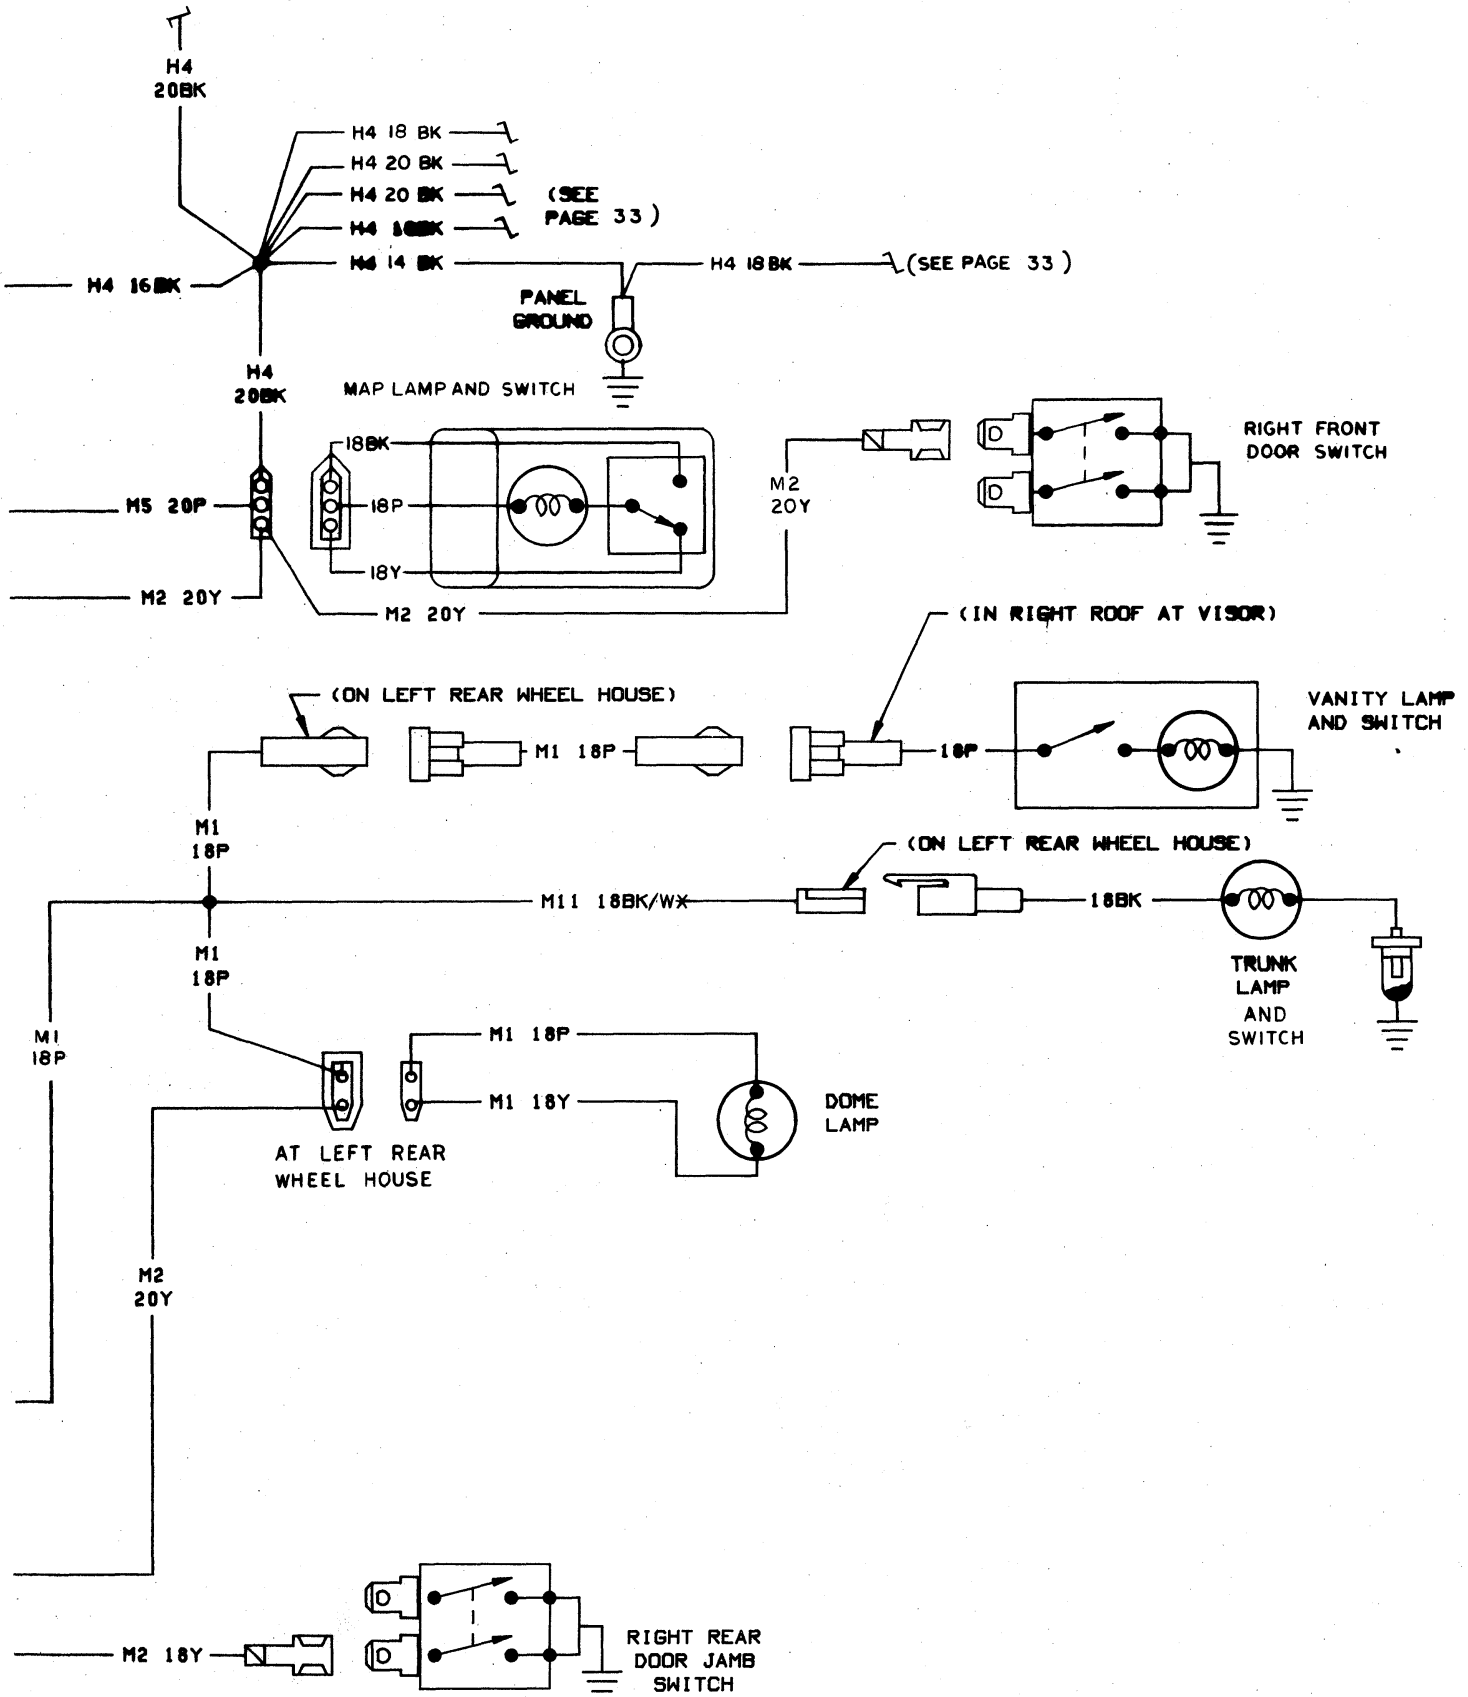 H4
20BK
H4 18 BK
H4 20 BK
H4 20 BK
(SEE
PAGE 33)
H4 18BK
H4 14 BK
H4 18BK
(SEE PAGE 33)
H4 16BK
PANEL
GROUND
H4
20BK
MAP LAMP AND SWITCH
18BK
RIGHT FRONT
DOOR SWITCH
M2
20Y
M5 20P
18P
18Y
M2 20Y
M2 20Y
(IN RIGHT ROOF AT VISOR)
(ON LEFT REAR WHEEL HOUSE)
VANITY LAMP
AND SWITCH
M1 18P
18P
M1
18P
(ON LEFT REAR WHEEL HOUSE)
M11 18BK/WX
18BK
M1
18P
TRUNK
LAMP
AND
SWITCH
M1
18P
M1 18P
M1 18Y
DOME
LAMP
AT LEFT REAR
WHEEL HOUSE
M2
20Y
M2 18Y
RIGHT REAR
DOOR JAMB
SWITCH